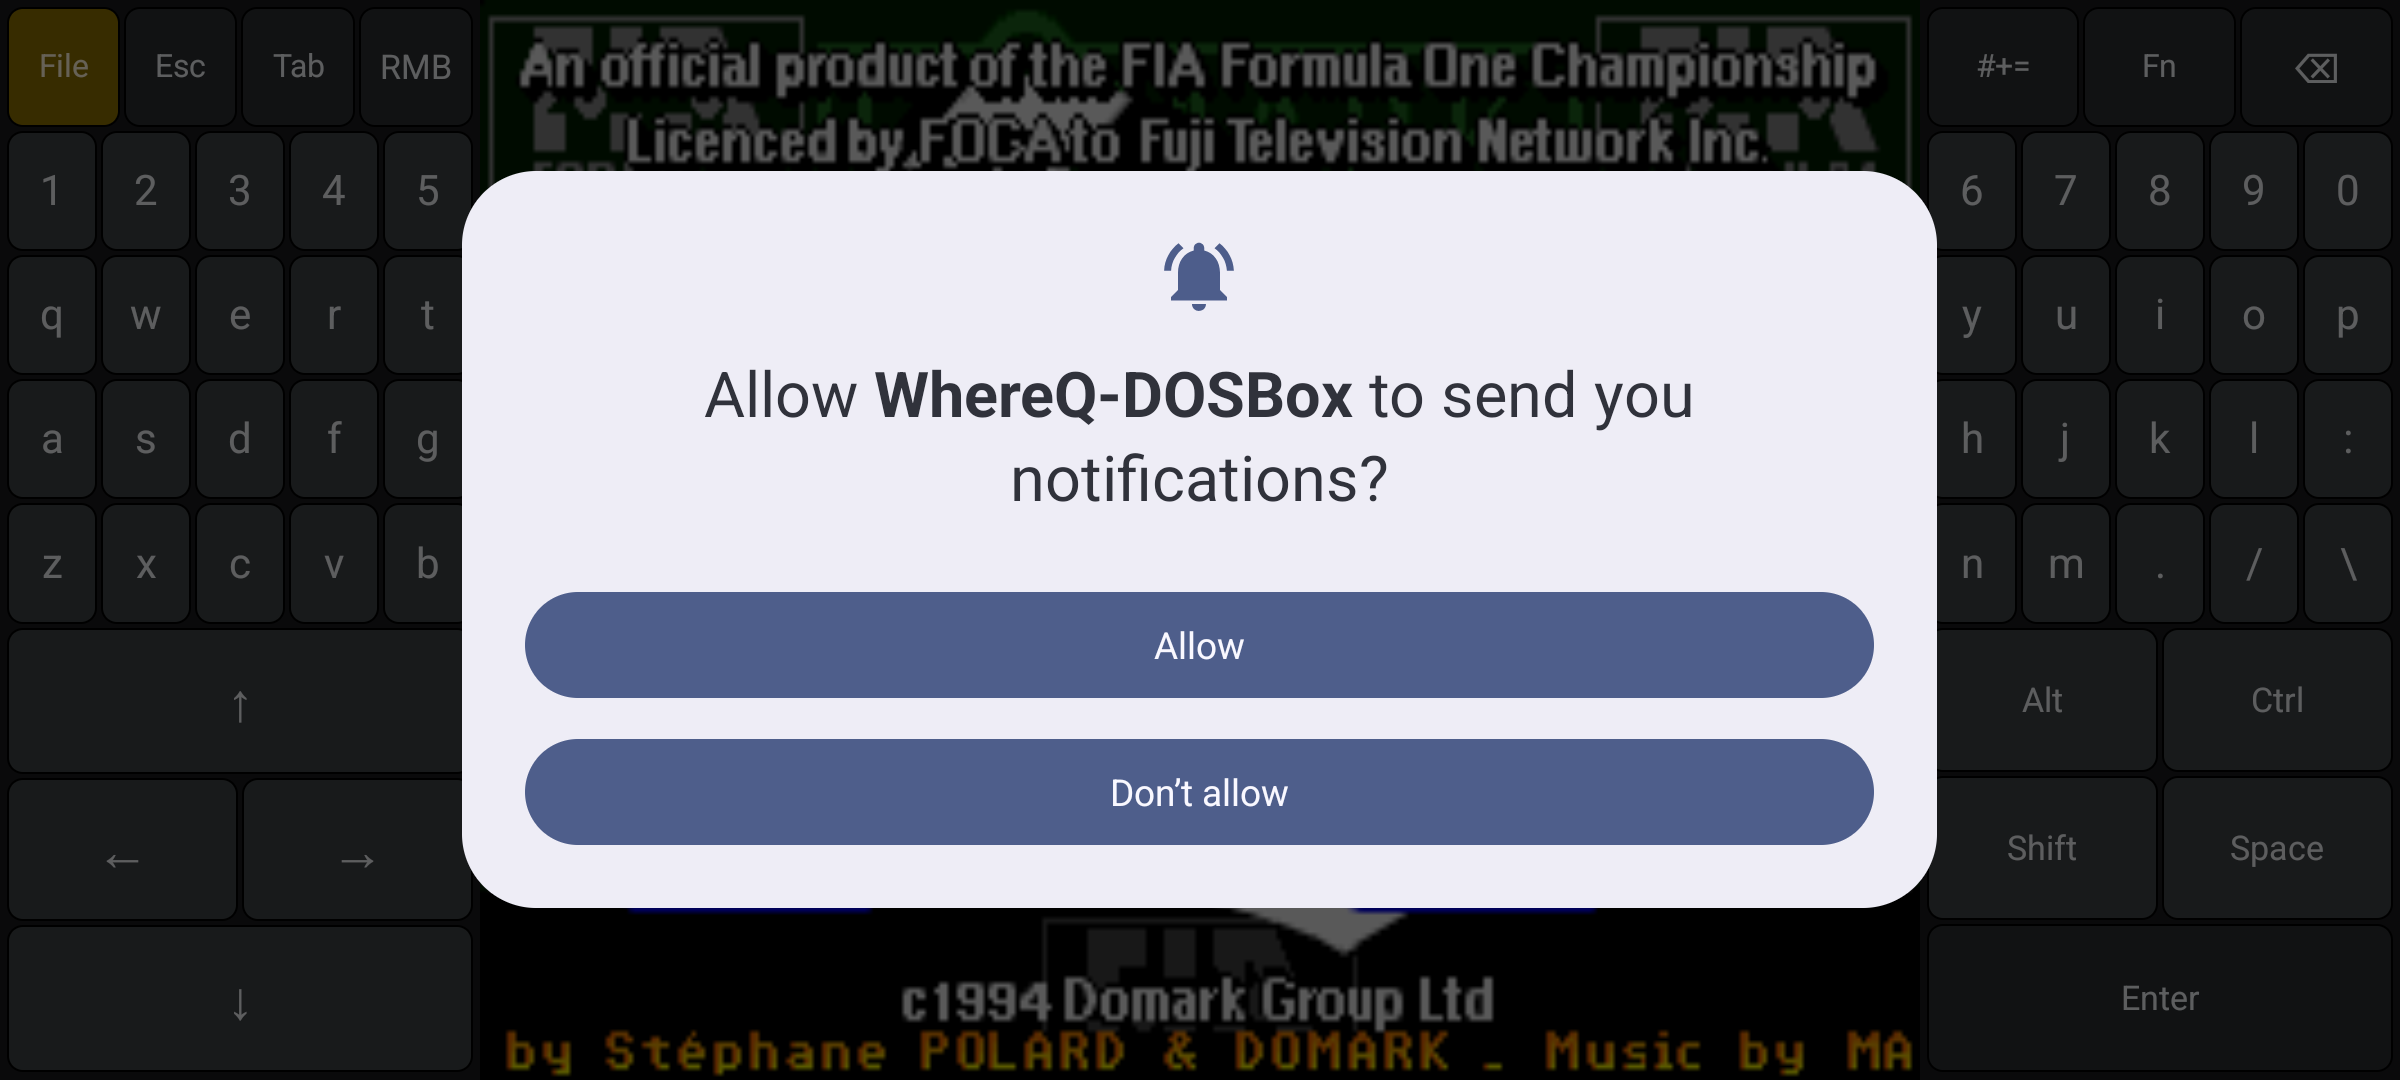 File Esc Tab RMB
#+= Fn
An official product of the FIA Formula One Championship
Licenced by FOCA to Fuji Television Network Inc.
1 2 3 4 5
6 7 8 9 0
q w e r t
y u i o p
a s d f g
h j k l :
z x c v b
n m . / \
Allow WhereQ-DOSBox to send you
notifications?
Allow
Don’t allow
↑
Alt Ctrl
← →
Shift Space
↓
Enter
c1994 Domark Group Ltd
by Stéphane POLARD & DOMARK - Music by MA